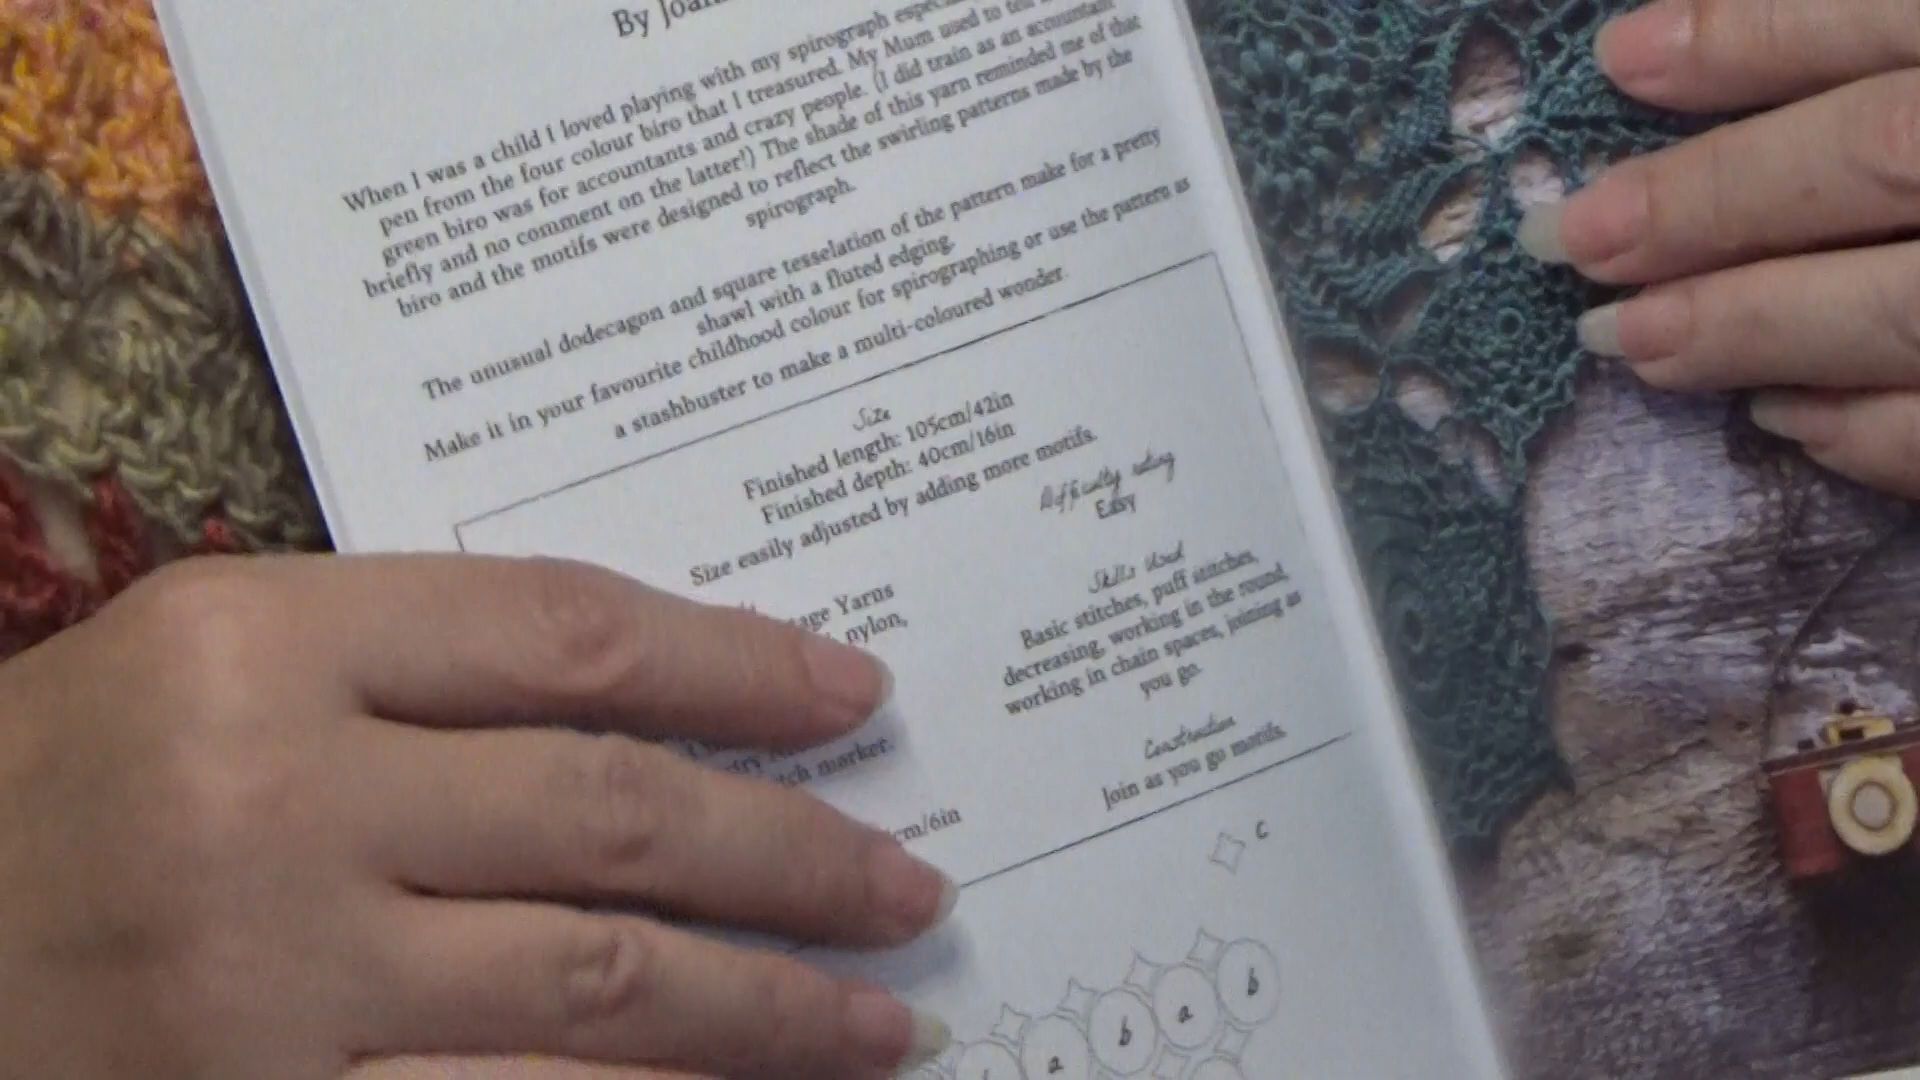 By
When I was a child I loved playing with my spirograph
pen from the four colour biro that I treasured. My Mum used to tell
green biro was for accountants and crazy people. (I did train as an accountant
briefly and no comment on the latter!) The shade of this yarn reminded me of that
biro and the motifs were designed to reflect the swirling patterns made by the
spirograph.
The unusual dodecagon and square tesselation of the pattern make for a pretty
shawl with a fluted edging.
Make it in your favourite childhood colour for spirographing or use the pattern as
a stashbuster to make a multi-coloured wonder.
Size
Finished length: 105cm/42in
Finished depth: 40cm/16in
Size easily adjusted by adding more motifs.
Yarns
nylon,
marker.
cm/6in
Difficulty rating
Easy
Skills Used
Basic stitches, puff stitches,
decreasing, working in the round,
working in chain spaces, joining as
you go.
Construction
Join as you go motifs.
c
b
a
b
a